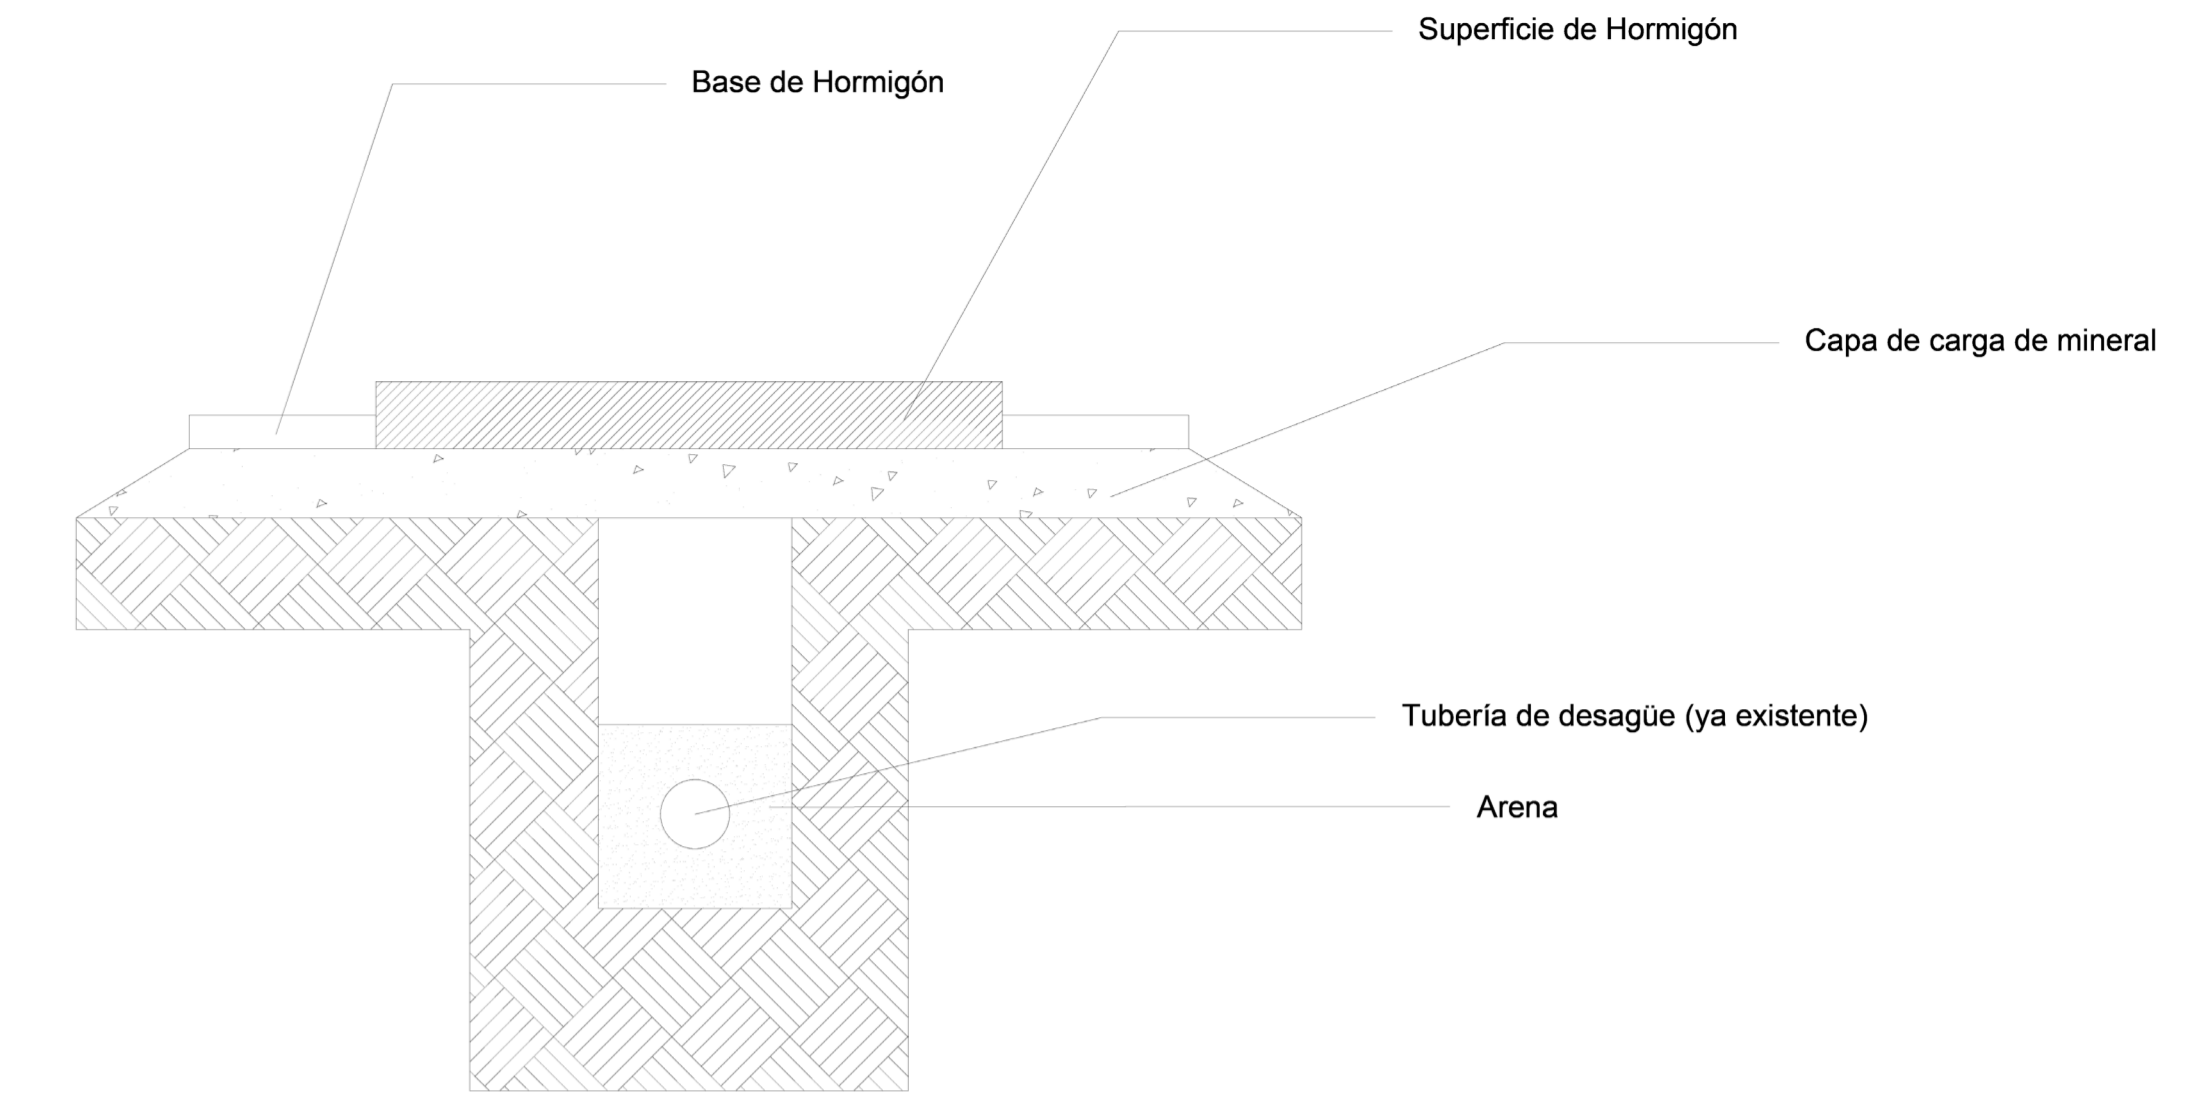 Superficie de Hormigón
Base de Hormigón
Capa de carga de mineral
Tubería de desagüe (ya existente)
Arena